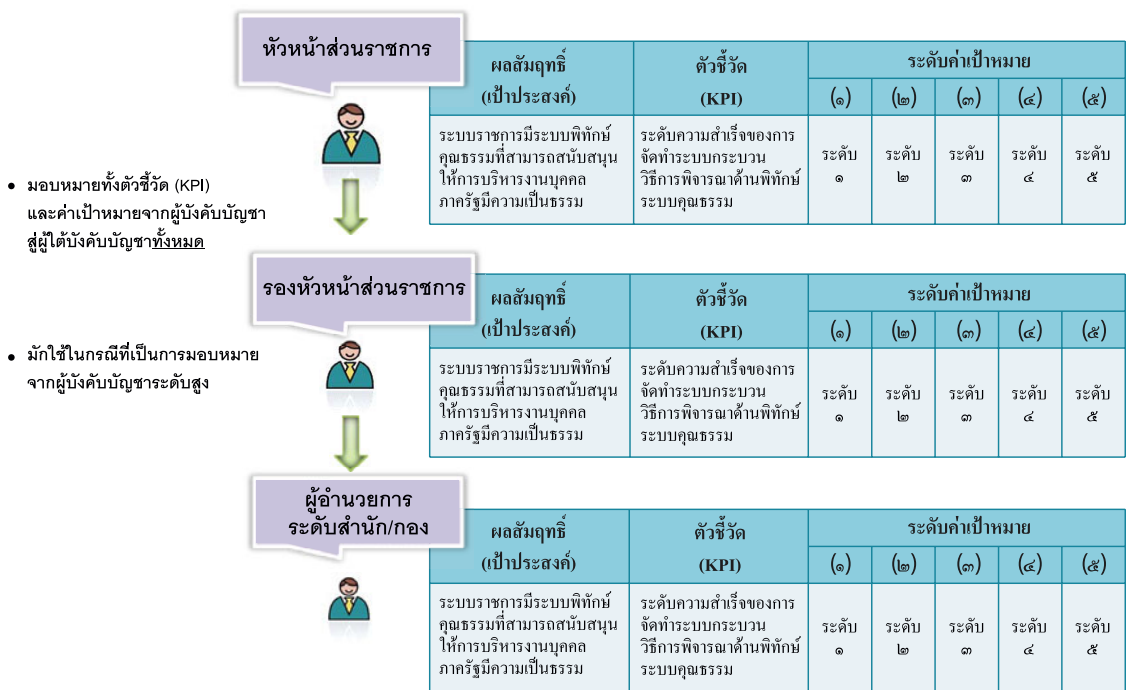 หัวหน้าส่วนราชการ
ผลสัมฤทธิ์
(เป้าประสงค์)
ตัวชี้วัด
(KPI)
ระดับค่าเป้าหมาย
(๑) (๒) (๓) (๔) (๕)
ระบบราชการมีระบบพิทักษ์
คุณธรรมที่สามารถสนับสนุน
ให้การบริหารงานบุคคล
ภาครัฐมีความเป็นธรรม
ระดับความสำเร็จของการ
จัดทำระบบกระบวน
วิธีการพิจารณาด้านพิทักษ์
ระบบคุณธรรม
ระดับ ระดับ ระดับ ระดับ ระดับ
๑ ๒ ๓ ๔ ๕
• มอบหมายทั้งตัวชี้วัด (KPI)
และค่าเป้าหมายจากผู้บังคับบัญชา
สู่ผู้ใต้บังคับบัญชาทั้งหมด
รองหัวหน้าส่วนราชการ
ผลสัมฤทธิ์
(เป้าประสงค์)
ตัวชี้วัด
(KPI)
ระดับค่าเป้าหมาย
(๑) (๒) (๓) (๔) (๕)
ระบบราชการมีระบบพิทักษ์
คุณธรรมที่สามารถสนับสนุน
ให้การบริหารงานบุคคล
ภาครัฐมีความเป็นธรรม
ระดับความสำเร็จของการ
จัดทำระบบกระบวน
วิธีการพิจารณาด้านพิทักษ์
ระบบคุณธรรม
ระดับ ระดับ ระดับ ระดับ ระดับ
๑ ๒ ๓ ๔ ๕
• มักใช้ในกรณีที่เป็นการมอบหมาย
จากผู้บังคับบัญชาระดับสูง
ผู้อำนวยการ
ระดับสำนัก/กอง
ผลสัมฤทธิ์
(เป้าประสงค์)
ตัวชี้วัด
(KPI)
ระดับค่าเป้าหมาย
(๑) (๒) (๓) (๔) (๕)
ระบบราชการมีระบบพิทักษ์
คุณธรรมที่สามารถสนับสนุน
ให้การบริหารงานบุคคล
ภาครัฐมีความเป็นธรรม
ระดับความสำเร็จของการ
จัดทำระบบกระบวน
วิธีการพิจารณาด้านพิทักษ์
ระบบคุณธรรม
ระดับ ระดับ ระดับ ระดับ ระดับ
๑ ๒ ๓ ๔ ๕